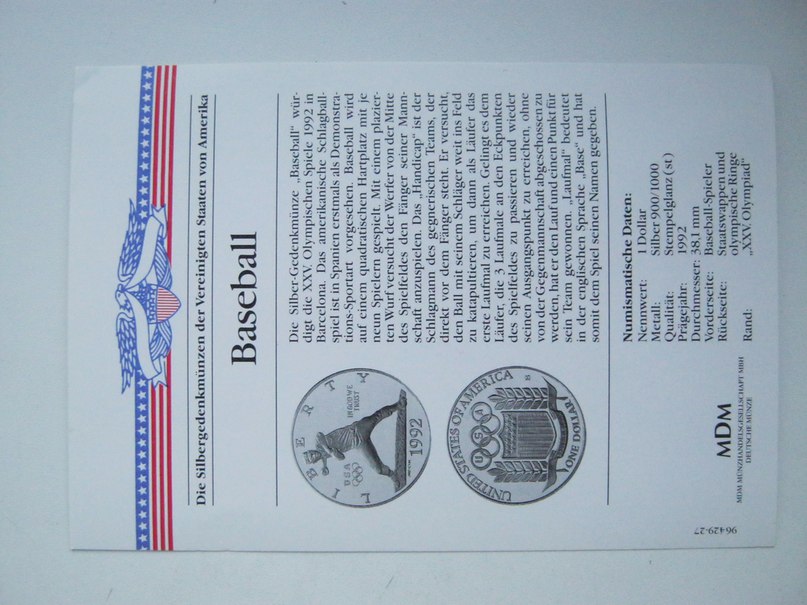 Die Silbergedenkmünzen der Vereinigten Staaten von Amerika
Baseball
LIBERTY
IN GOD WE
TRUST
USA
1992
UNITED STATES OF AMERICA
USA
ONE DOLLAR
Die Silber-Gedenkmünze „Baseball“ wür-
digt die XXV. Olympischen Spiele 1992 in
Barcelona. Das amerikanische Schlagball-
spiel ist in Spanien erstmals als Demonstra-
tions-Sportart vorgesehen. Baseball wird
auf einem quadratischen Hartplatz mit je
neun Spielern gespielt. Mit einem plazier-
ten Wurf versucht der Werfer von der Mitte
des Spielfeldes den Fänger seiner Mann-
schaft anzuspielen. Das „Handicap“ ist der
Schlagmann des gegnerischen Teams, der
direkt vor dem Fänger steht. Er versucht,
den Ball mit seinem Schläger weit ins Feld
zu katapultieren, um dann als Läufer das
erste Laufmal zu erreichen. Gelingt es dem
Läufer, die 3 Laufmale an den Eckpunkten
des Spielfeldes zu passieren und wieder
seinen Ausgangspunkt zu erreichen, ohne
von der Gegenmannschaft abgeschossen zu
werden, hat er den Lauf und einen Punkt für
sein Team gewonnen. „Laufmal“ bedeutet
in der englischen Sprache „Base“ und hat
somit dem Spiel seinen Namen gegeben.
Numismatische Daten:
Nennwert: 1 Dollar
Metall: Silber 900/1000
Qualität: Stempelglanz (st)
Prägejahr: 1992
Durchmesser: 38,1 mm
Vorderseite: Baseball-Spieler
Rückseite: Staatswappen und
olympische Ringe
Rand: „XXV. Olympiad“
MDM
MDM MÜNZHANDELSGESELLSCHAFT MBH
DEUTSCHE MÜNZE
96429-27